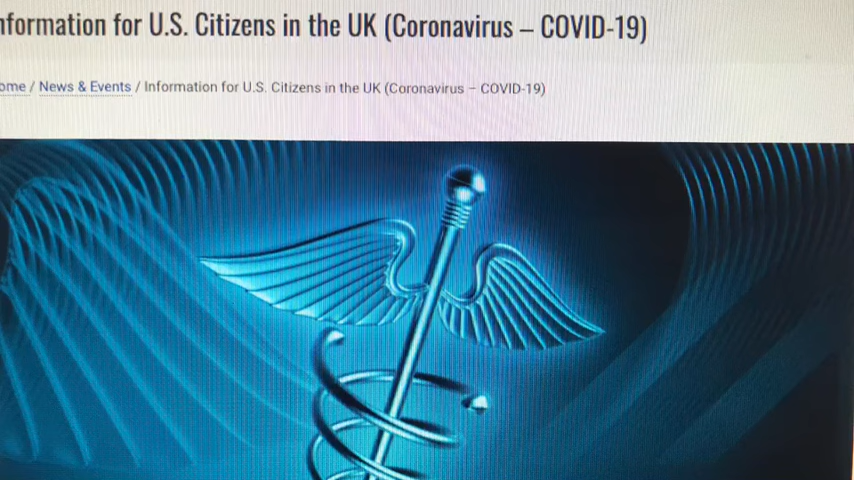 nformation for U.S. Citizens in the UK (Coronavirus – COVID-19)
ome / News & Events / Information for U.S. Citizens in the UK (Coronavirus – COVID-19)